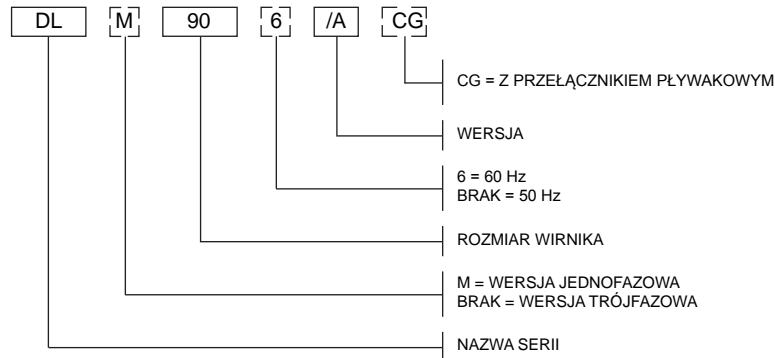 DL M 90 6 /A CG
CG = Z PRZEŁĄCZNIKIEM PŁYWAKOWYM
WERSJA
6 = 60 Hz
BRAK = 50 Hz
ROZMIAR WIRNIKA
M = WERSJA JEDNOFAZOWA
BRAK = WERSJA TRÓJFAZOWA
NAZWA SERII